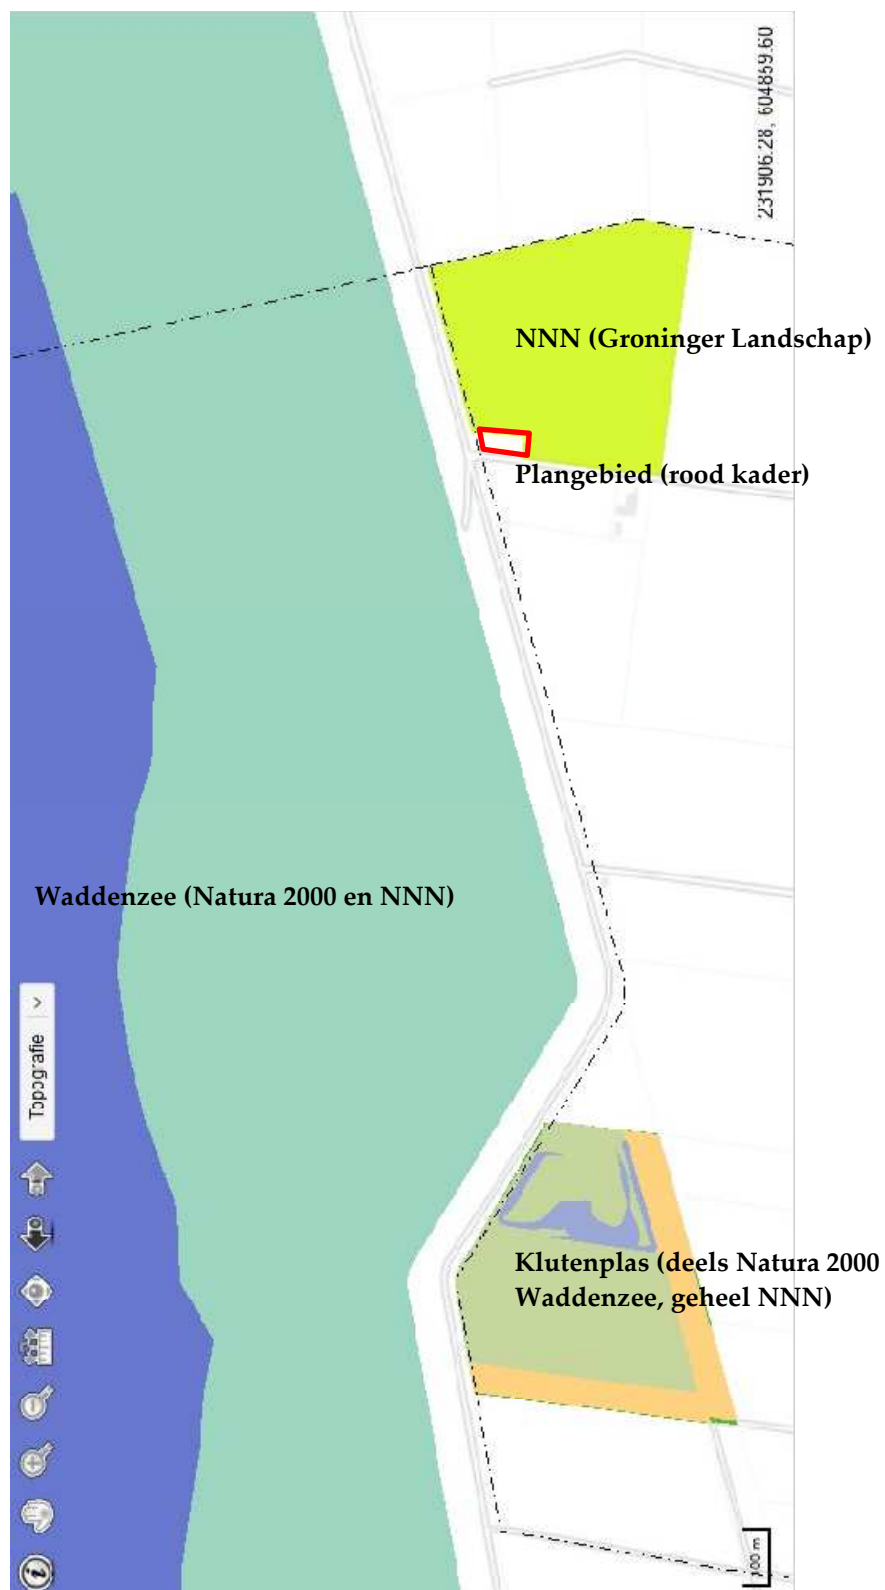 231906.28, 604859.60
NNN (Groninger Landschap)
Plangebied (rood kader)
Waddenzee (Natura 2000 en NNN)
Topografie
Klutenplas (deels Natura 2000
Waddenzee, geheel NNN)
100 m